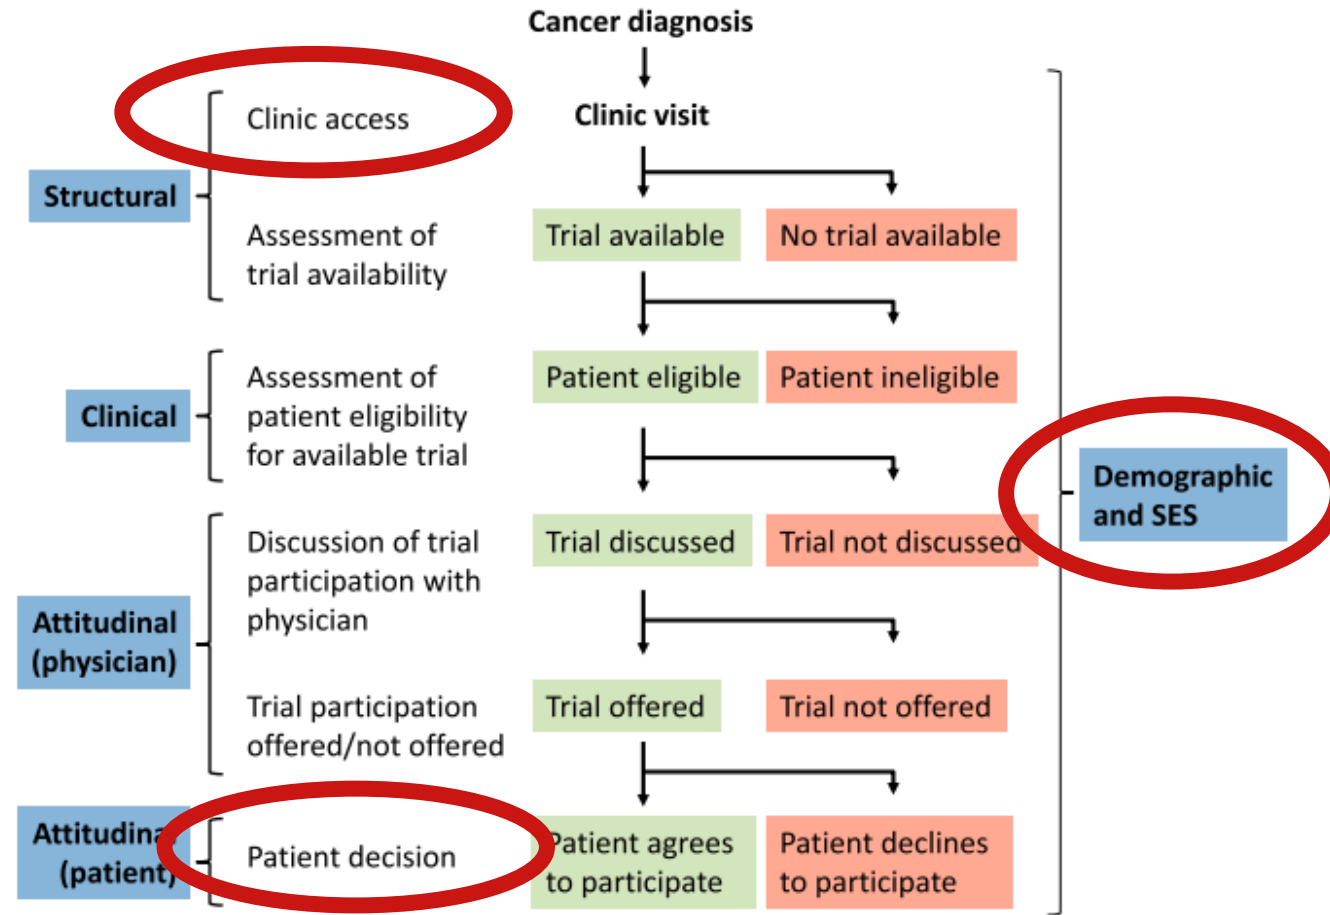 Cancer diagnosis
Clinic access
Clinic visit
Structural
Assessment of
trial availability
Trial available
No trial available
Clinical
Assessment of
patient eligibility
for available trial
Patient eligible
Patient ineligible
Demographic
and SES
Attitudinal
(physician)
Discussion of trial
participation with
physician
Trial discussed
Trial not discussed
Trial participation
offered/not offered
Trial offered
Trial not offered
Attitudinal
(patient)
Patient decision
Patient agrees
to participate
Patient declines
to participate